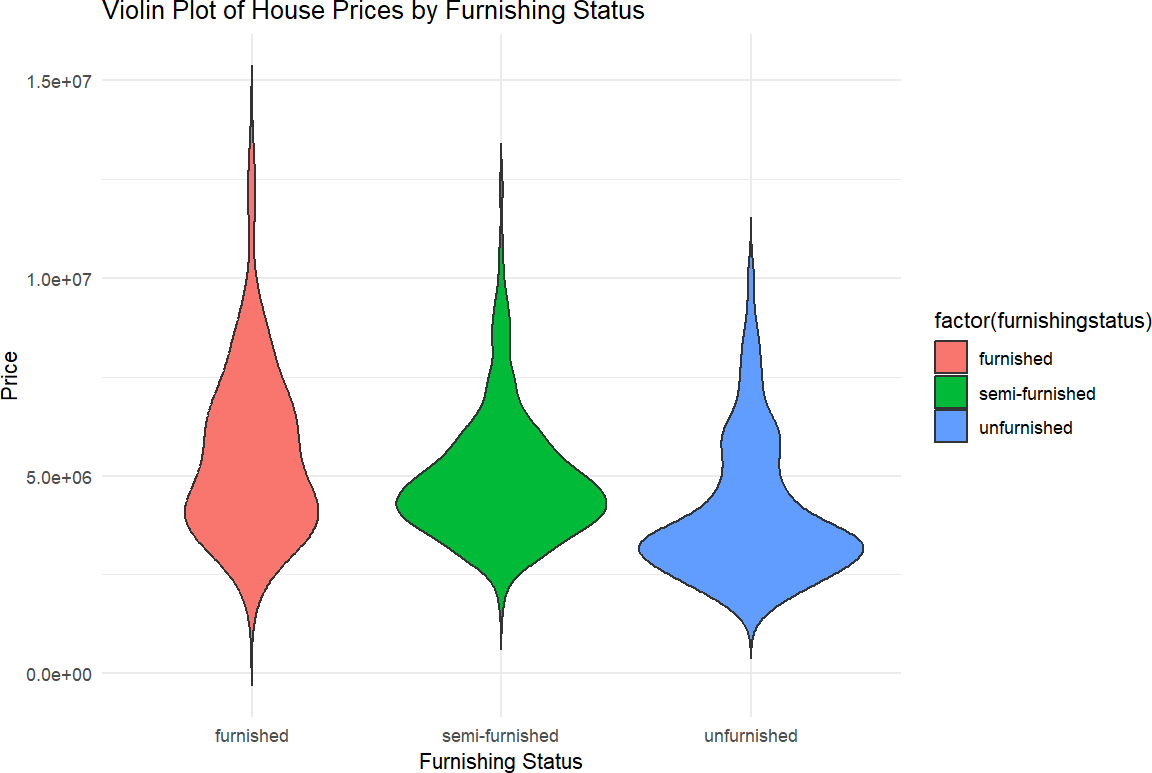 Violin Plot of House Prices by Furnishing Status
1.5e+07
1.0e+07
5.0e+06
0.0e+00
Price
furnished
semi-furnished
unfurnished
Furnishing Status
factor(furnishingstatus)
furnished
semi-furnished
unfurnished